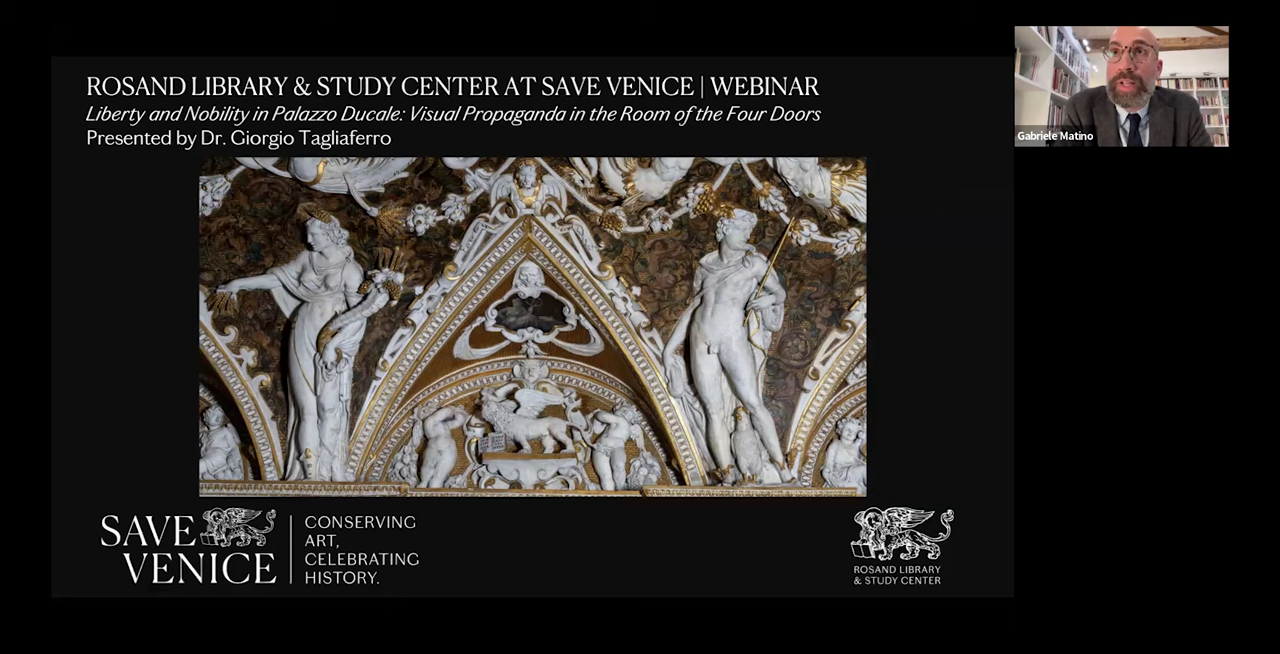 ROSAND LIBRARY & STUDY CENTER AT SAVE VENICE | WEBINAR
Liberty and Nobility in Palazzo Ducale: Visual Propaganda in the Room of the Four Doors
Presented by Dr. Giorgio Tagliaferro
Gabriele Matino
SAVE
VENICE
CONSERVING
ART,
CELEBRATING
HISTORY.
ROSAND LIBRARY
& STUDY CENTER